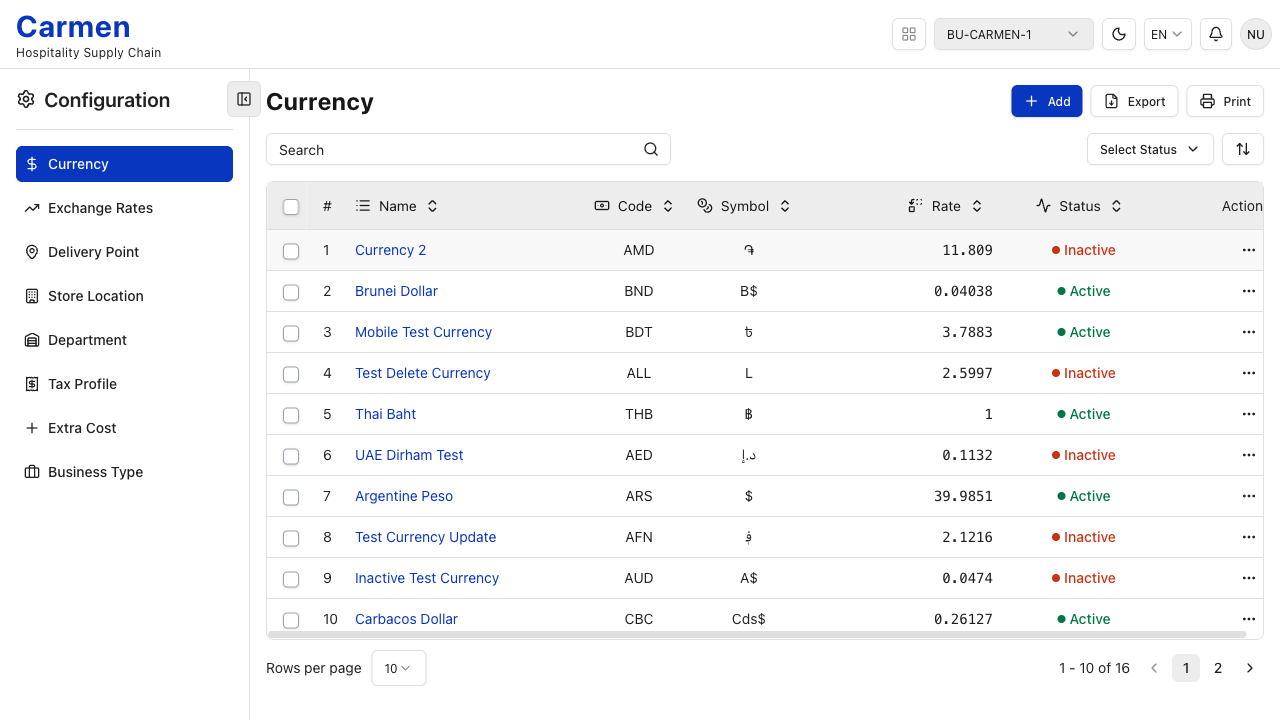 Carmen
Hospitality Supply Chain
BU-CARMEN-1
EN
NU
Configuration
Currency
Exchange Rates
Delivery Point
Store Location
Department
Tax Profile
Extra Cost
Business Type
Currency
Add
Export
Print
Search
Select Status
# Name Code Symbol Rate Status Action
1 Currency 2 AMD ֏ 11.809 Inactive
2 Brunei Dollar BND B$ 0.04038 Active
3 Mobile Test Currency BDT ৳ 3.7883 Active
4 Test Delete Currency ALL L 2.5997 Inactive
5 Thai Baht THB ฿ 1 Active
6 UAE Dirham Test AED د.إ 0.1132 Inactive
7 Argentine Peso ARS $ 39.9851 Active
8 Test Currency Update AFN ؋ 2.1216 Inactive
9 Inactive Test Currency AUD A$ 0.0474 Inactive
10 Carbacos Dollar CBC Cds$ 0.26127 Active
Rows per page 10
1 - 10 of 16 1 2